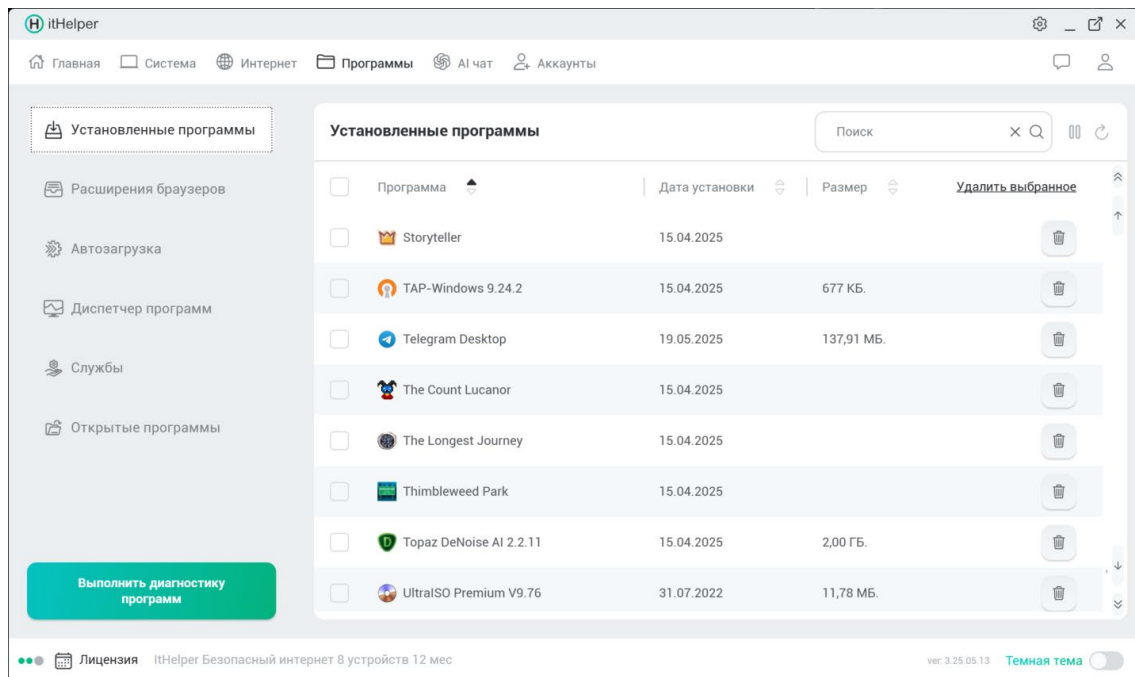 itHelper
Главная Система Интернет Программы AI чат Аккаунты
Установленные программы
Расширения браузеров
Автозагрузка
Диспетчер программ
Службы
Открытые программы
Выполнить диагностику
программ
Установленные программы Поиск
Программа Дата установки Размер Удалить выбранное
Storyteller 15.04.2025
TAP-Windows 9.24.2 15.04.2025 677 КБ.
Telegram Desktop 19.05.2025 137,91 МБ.
The Count Lucanor 15.04.2025
The Longest Journey 15.04.2025
Thimbleweed Park 15.04.2025
Topaz DeNoise AI 2.2.11 15.04.2025 2,00 ГБ.
UltraISO Premium V9.76 31.07.2022 11,78 МБ.
Лицензия ItHelper Безопасный интернет 8 устройств 12 мес ver: 3.25.05.13 Темная тема